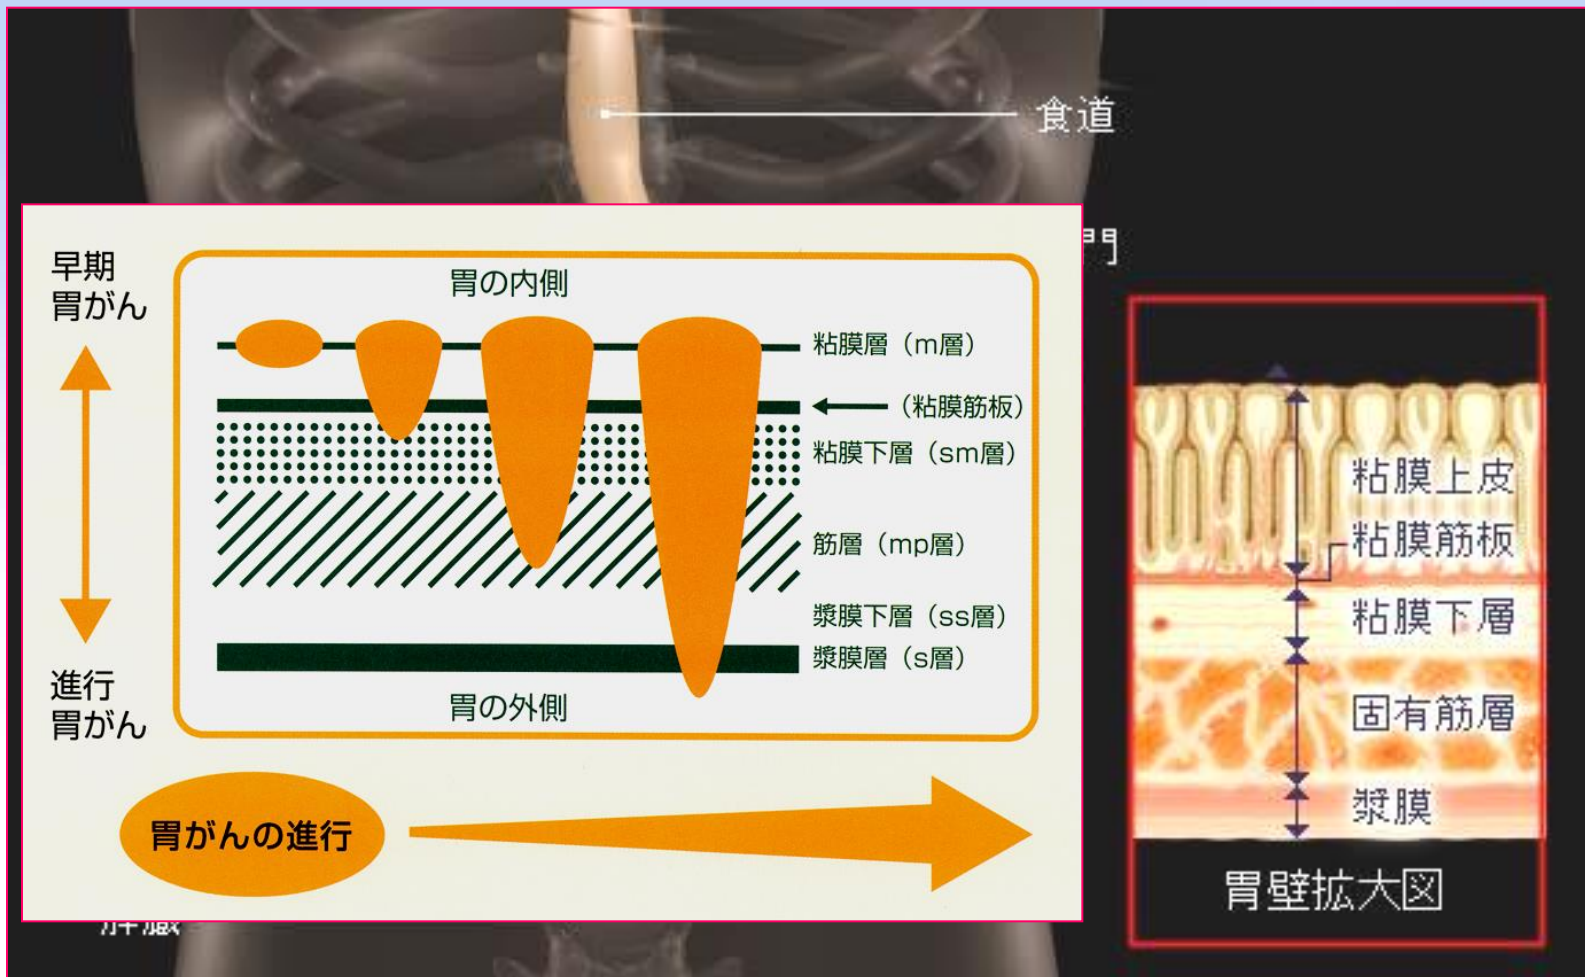 食道
門
早期
胃がん
胃の内側
粘膜層（m層）
（粘膜筋板）
粘膜下層（sm層）
筋層（mp層）
漿膜下層（ss層）
漿膜層（s層）
胃の外側
進行
胃がん
胃がんの進行
粘膜上皮
粘膜筋板
粘膜下層
固有筋層
漿膜
胃壁拡大図